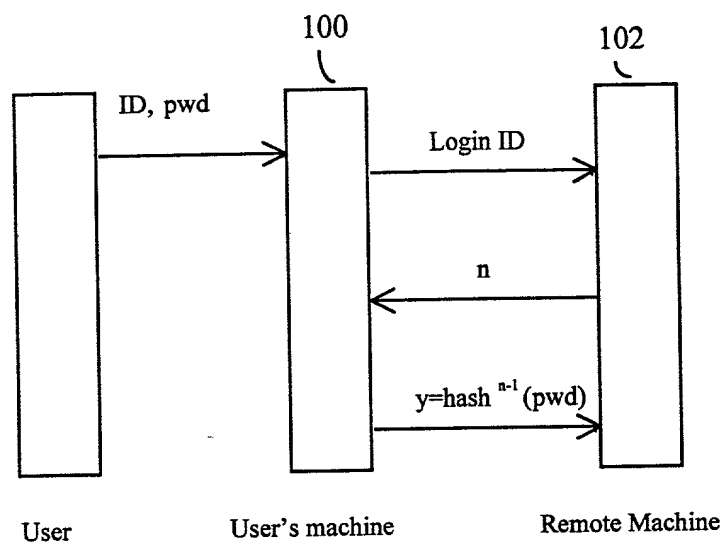 100
102
ID, pwd
Login ID
n
y=hash n-1 (pwd)
User
User's machine
Remote Machine